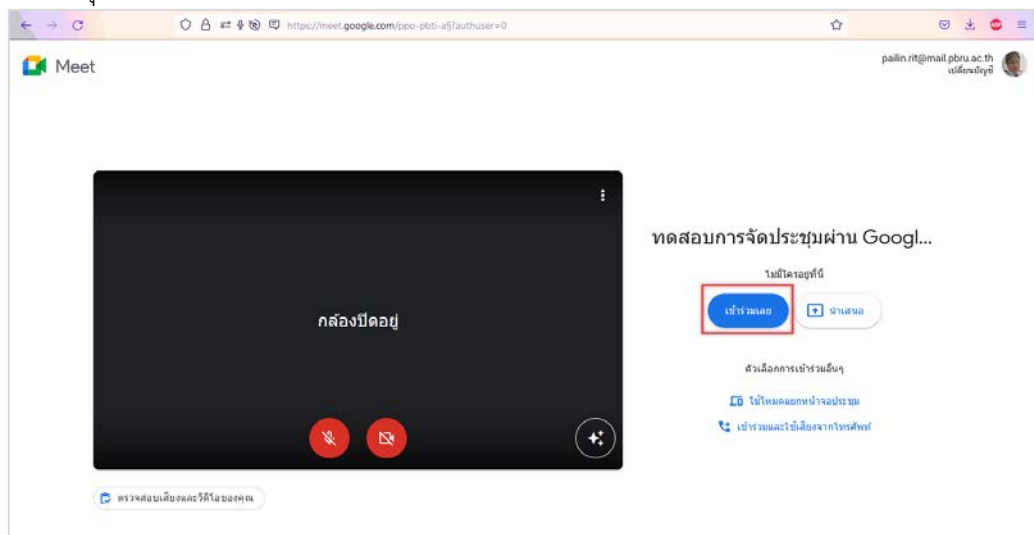 https://meet.google.com/ppo-pbti-afj?authuser=0
Meet
pailin.rit@mail.pbru.ac.th
เปลี่ยนบัญชี
ทดสอบการจัดประชุมผ่าน Googl...
ไม่มีใครอยู่ที่นี่
เข้าร่วมเลย
นำเสนอ
กล้องปิดอยู่
ตัวเลือกการเข้าร่วมอื่นๆ
ใช้โหมดแยกหน้าจอประชุม
เข้าร่วมและใช้เสียงจากโทรศัพท์
ตรวจสอบเสียงและวิดีโอของคุณ